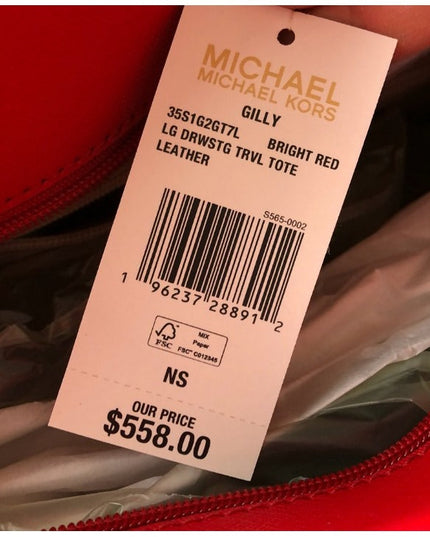 MICHAEL
MICHAEL KORS
GILLY
35S1G2GT7L BRIGHT RED
LG DRWSTG TRVL TOTE
LEATHER
S565-0002
1 96237 28891 2
FSC
MIX
Paper
FSC® C012345
NS
OUR PRICE
$558.00